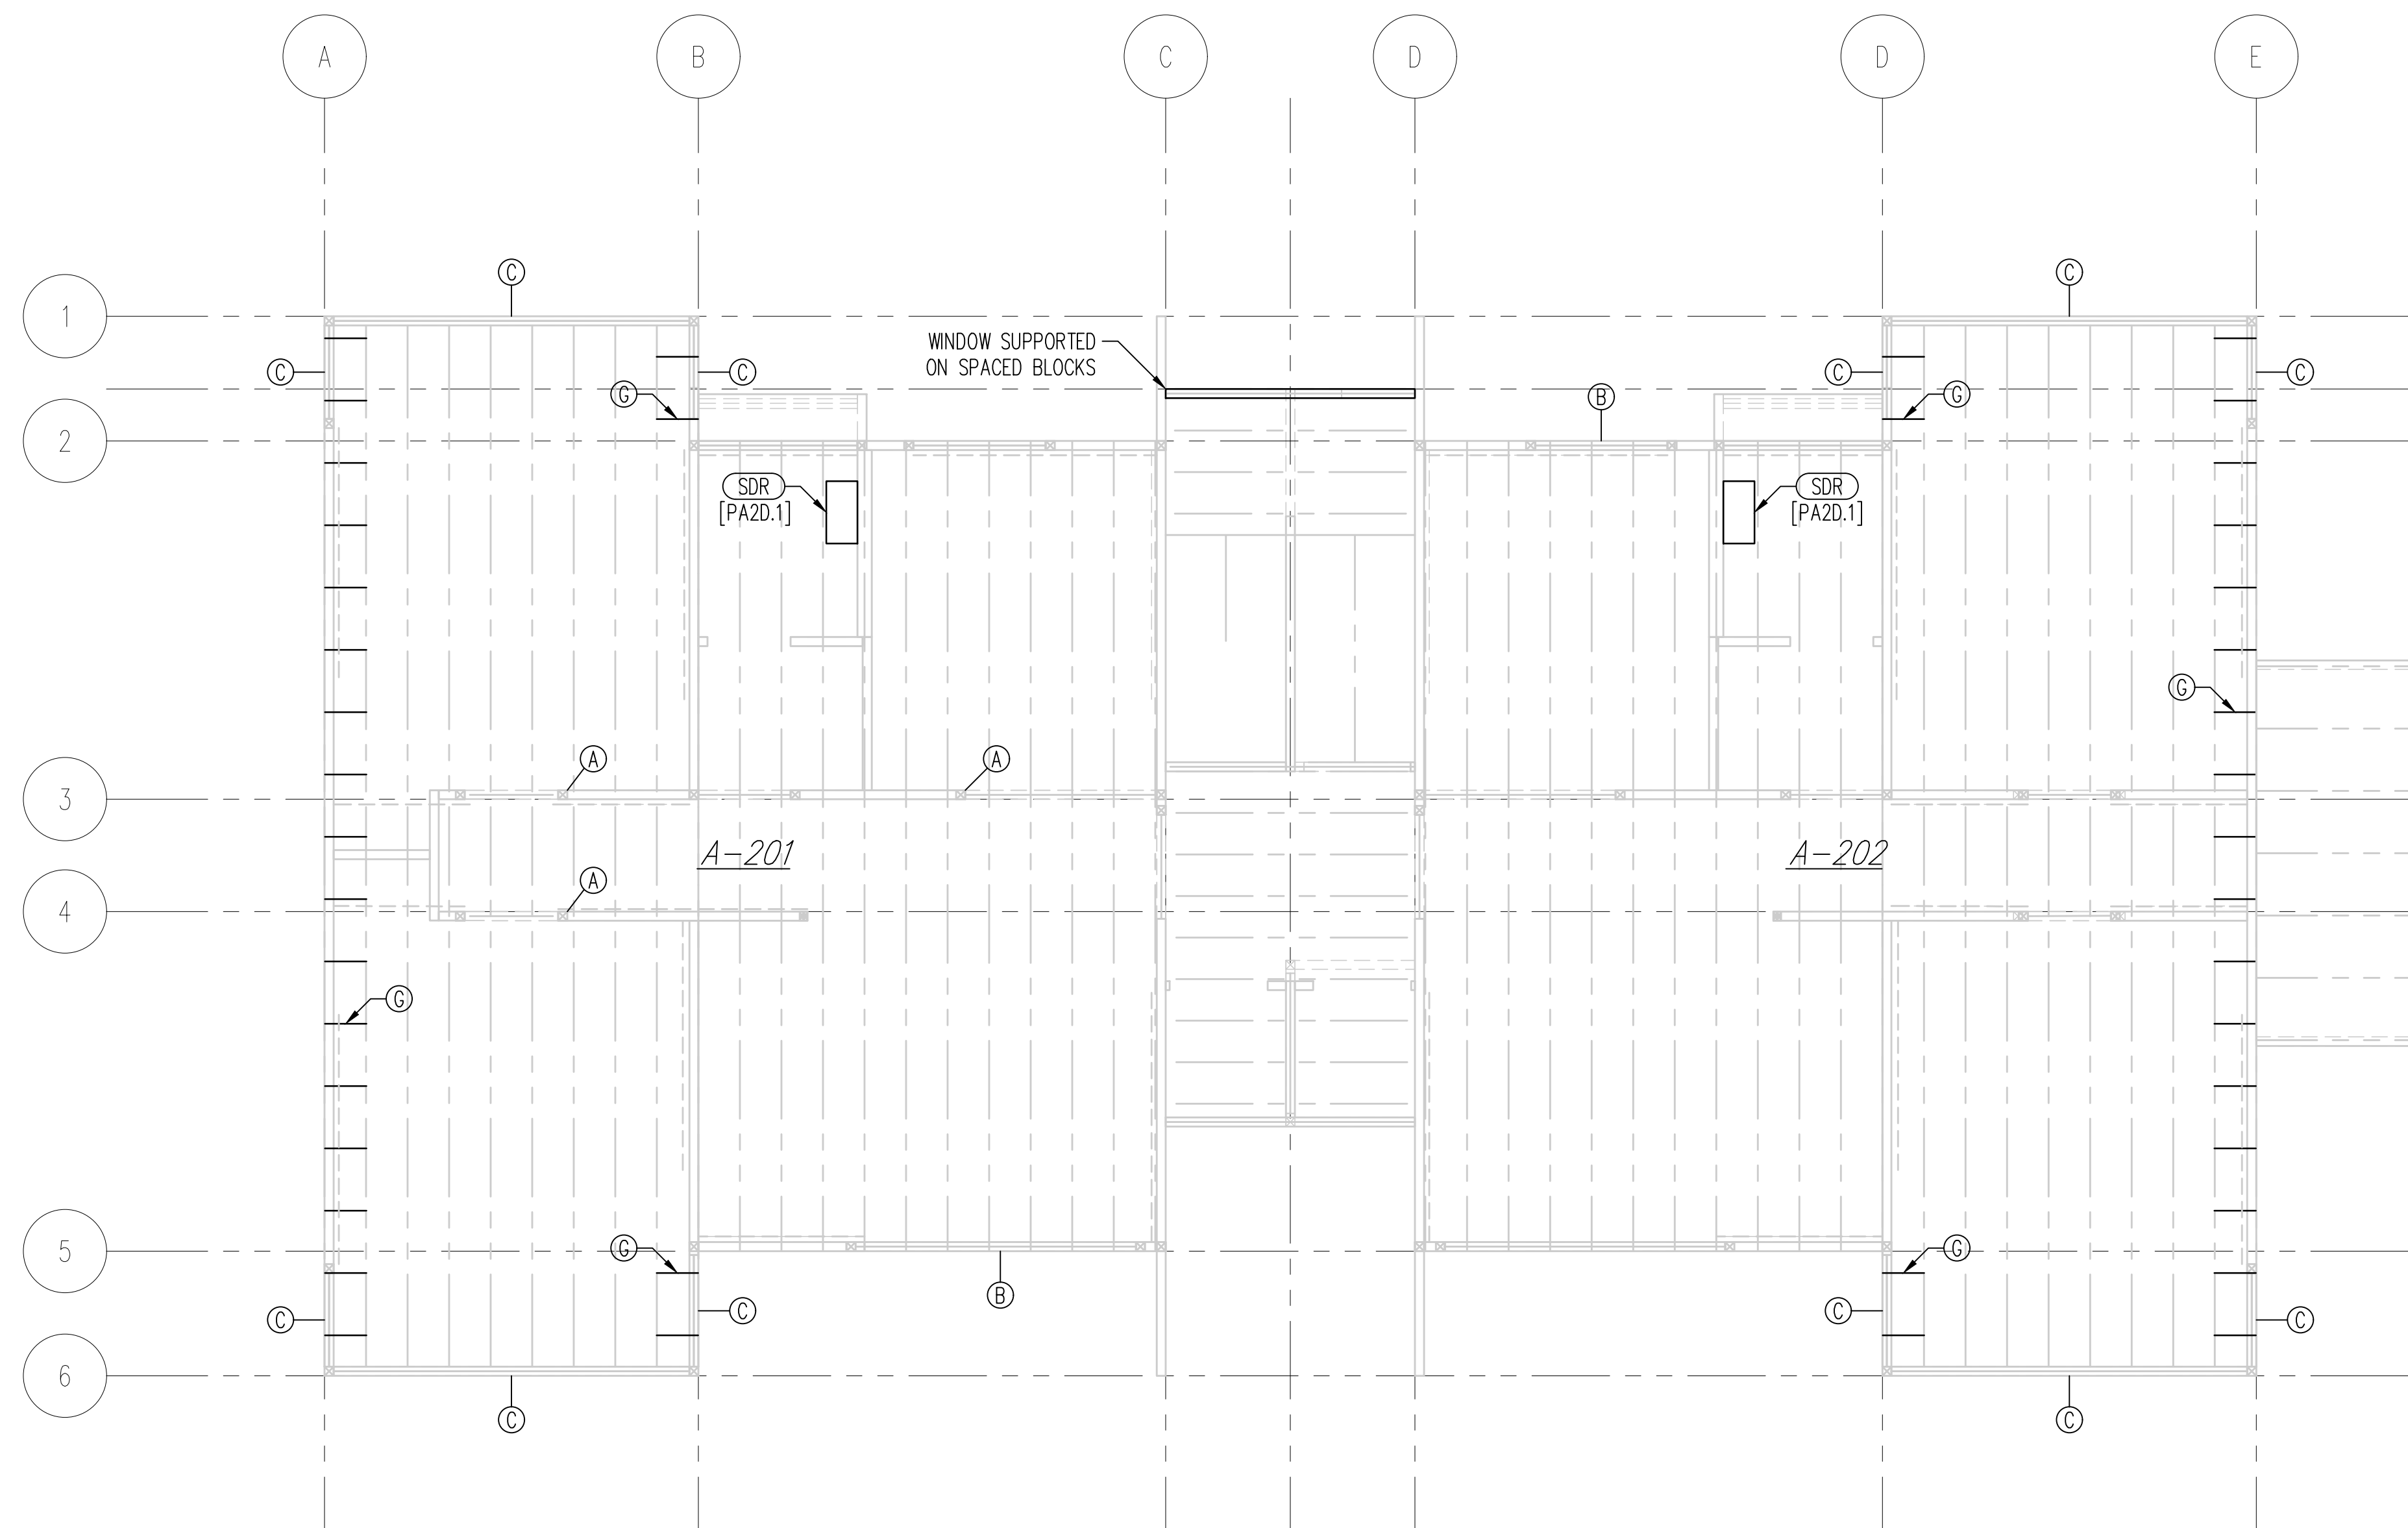 A B C D D E
C C
1
WINDOW SUPPORTED
ON SPACED BLOCKS
C C C C
G B G
2
SDR SDR
[PA2D.1] [PA2D.1]
G
A A
3
A-201 A-202
A
4
G
G G
5
B
C C C C
6
C C